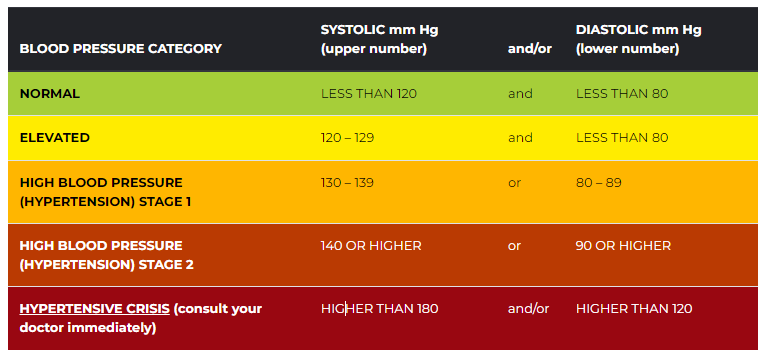 BLOOD PRESSURE CATEGORY SYSTOLIC mm Hg (upper number) and/or DIASTOLIC mm Hg (lower number)
NORMAL LESS THAN 120 and LESS THAN 80
ELEVATED 120 – 129 and LESS THAN 80
HIGH BLOOD PRESSURE 130 – 139 or 80 – 89
(HYPERTENSION) STAGE 1
HIGH BLOOD PRESSURE 140 OR HIGHER or 90 OR HIGHER
(HYPERTENSION) STAGE 2
HYPERTENSIVE CRISIS (consult your HIGHER THAN 180 and/or HIGHER THAN 120
doctor immediately)